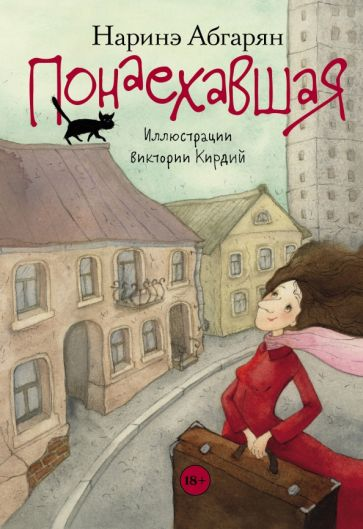 Наринэ Абгарян
Понаехавшая
Иллюстрации
Виктории Кирдий
18+